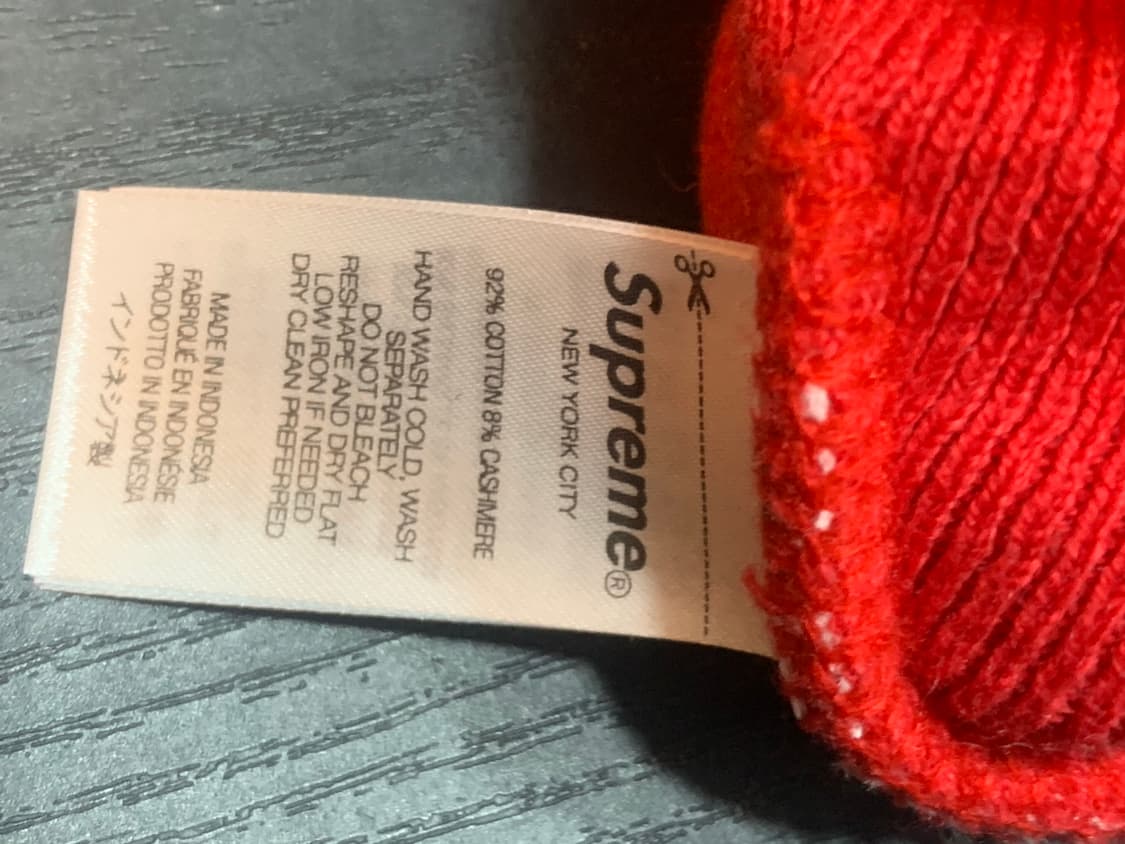 Supreme®
NEW YORK CITY
92% COTTON 8% CASHMERE
HAND WASH COLD, WASH
SEPARATELY
DO NOT BLEACH
RESHAPE AND DRY FLAT
LOW IRON IF NEEDED
DRY CLEAN PREFERRED
MADE IN INDONESIA
FABRIQUÉ EN INDONÉSIE
PRODOTTO IN INDONESIA
インドネシア製